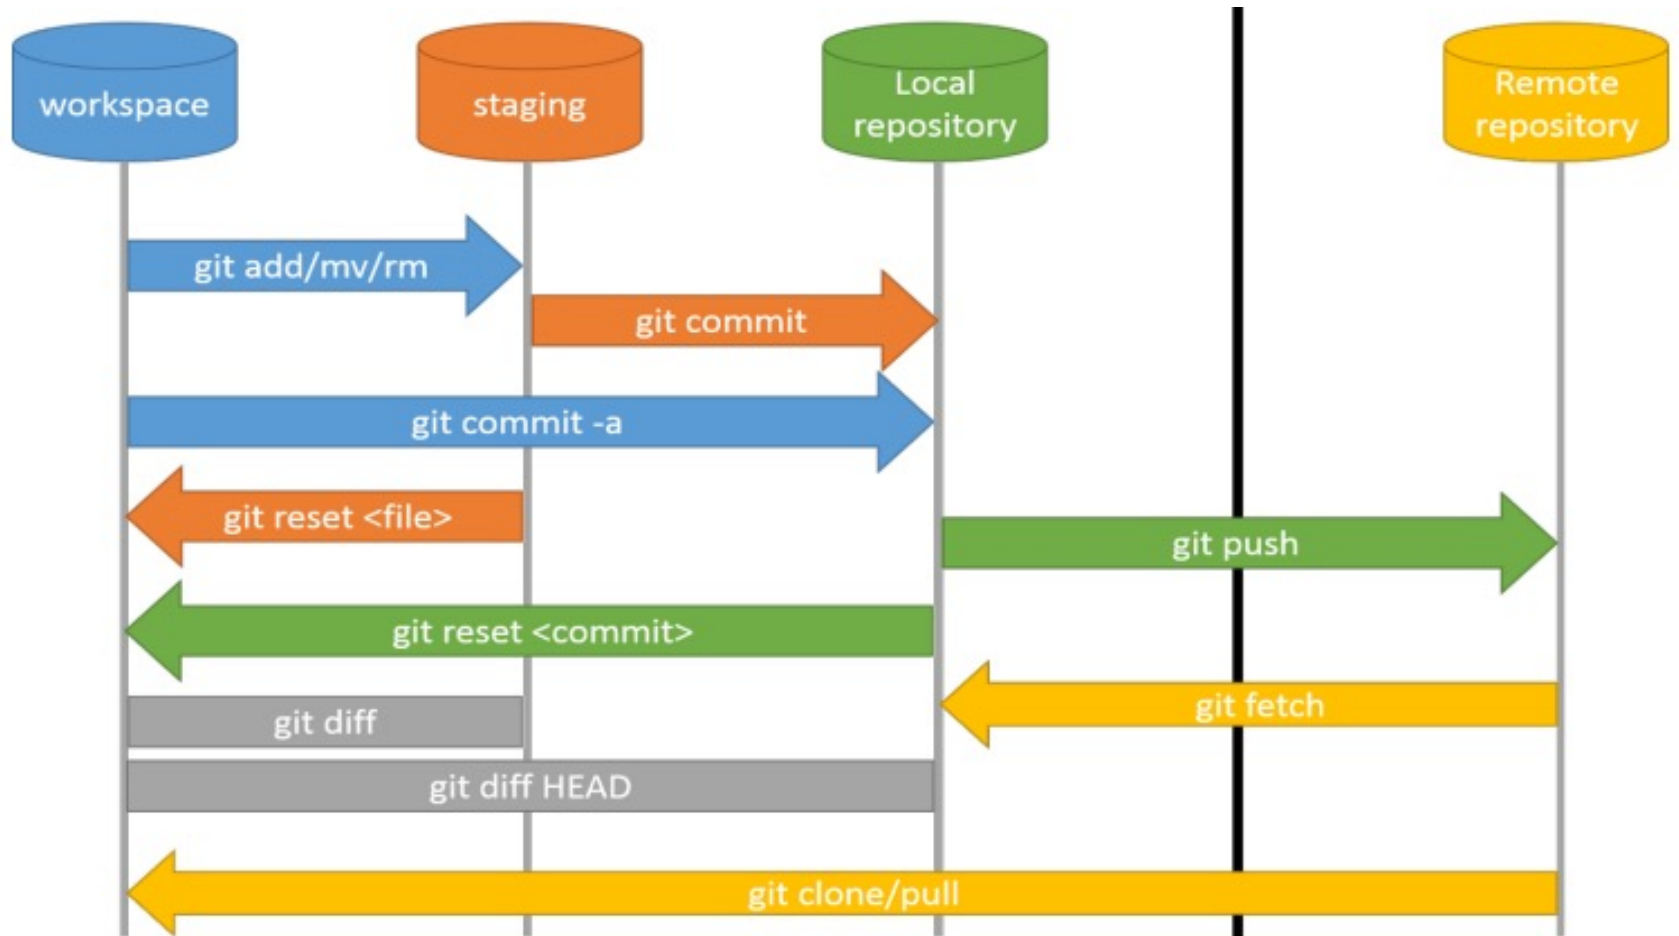 workspace
staging
Local
repository
Remote
repository
git add/mv/rm
git commit
git commit -a
git reset <file>
git push
git reset <commit>
git fetch
git diff
git diff HEAD
git clone/pull